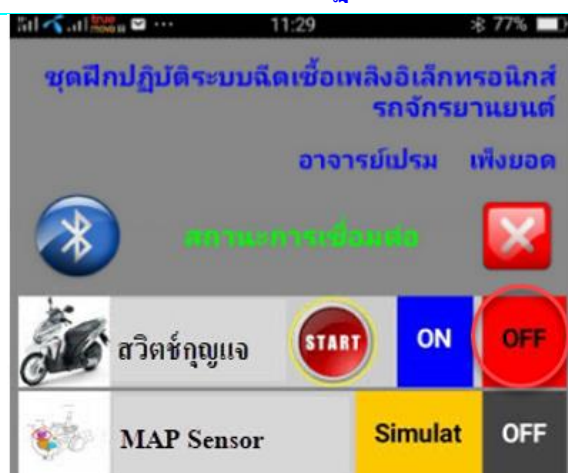 11:29
77%
ชุดฝึกปฏิบัติระบบฉีดเชื้อเพลิงอิเล็กทรอนิกส์
รถจักรยานยนต์
อาจารย์เปรม เพ็งยอด
สถานะการเชื่อมต่อ
สวิตช์กุญแจ START ON OFF
MAP Sensor Simulat OFF